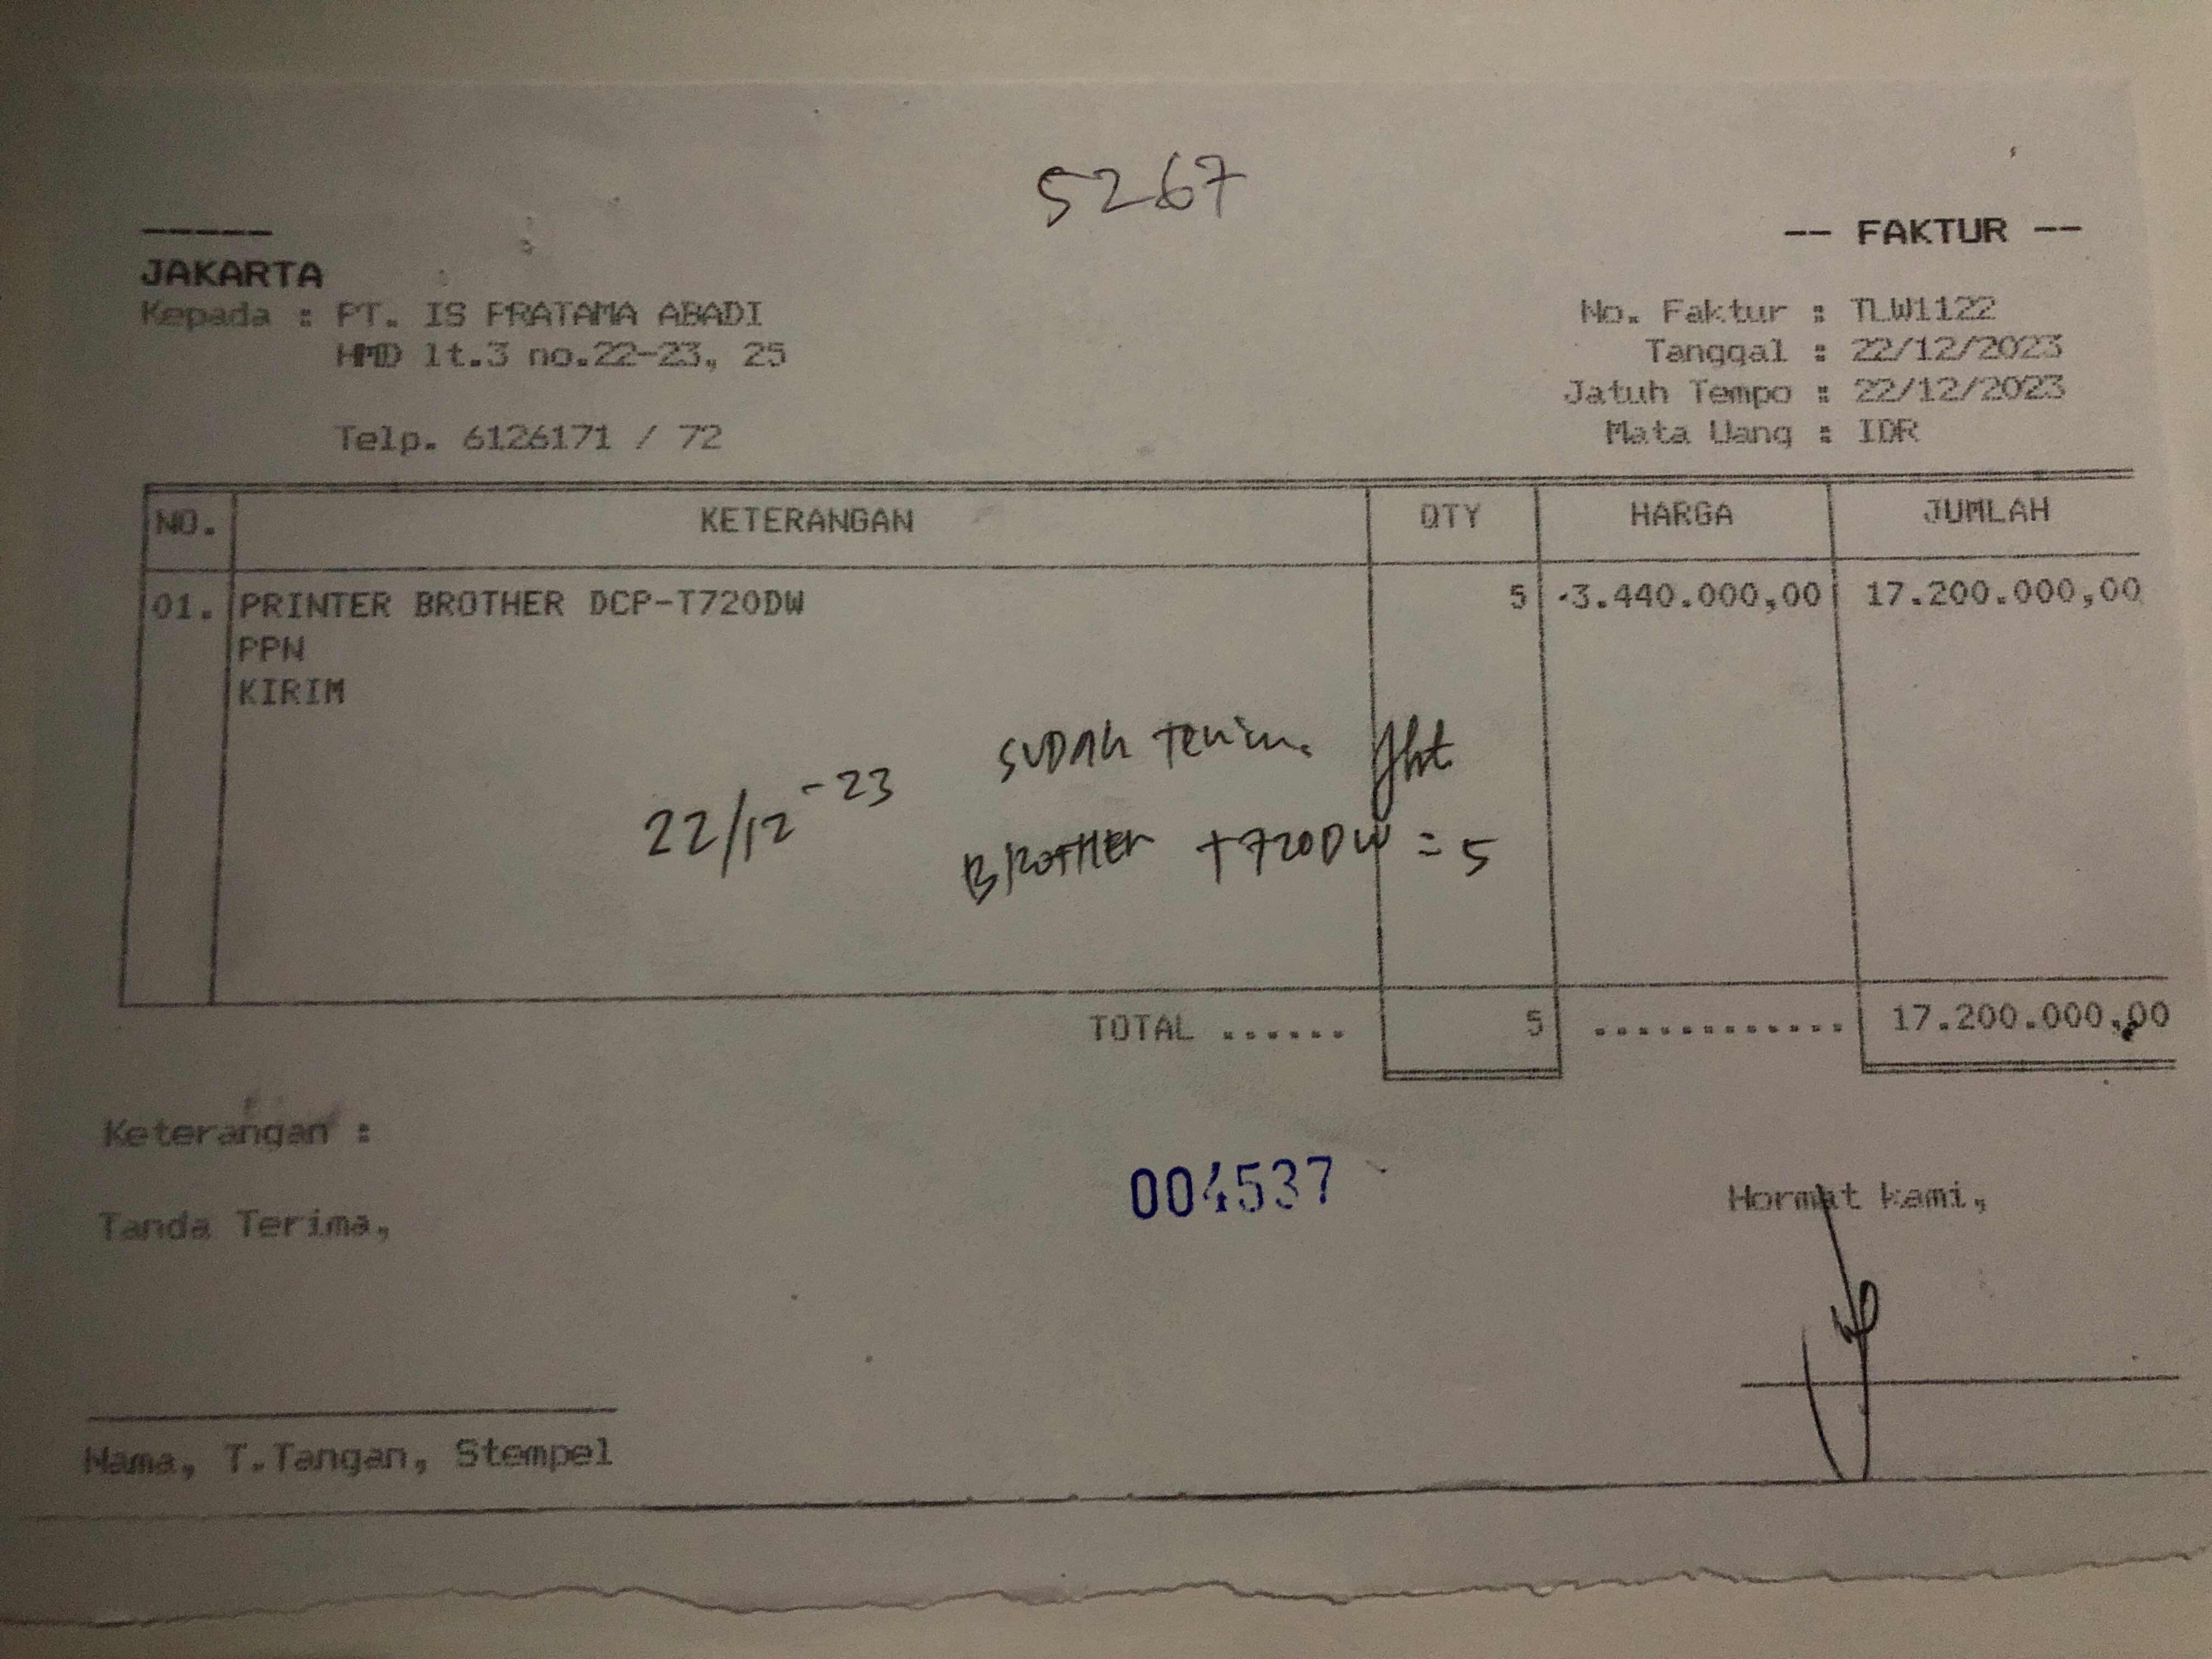 5267
-- FAKTUR --
JAKARTA
Kepada : PT. IS PRATAMA ABADI
HMD lt.3 no.22-23, 25
Telp. 6126171 / 72
No. Faktur : TLW1122
Tanggal : 22/12/2023
Jatuh Tempo : 22/12/2023
Mata Uang : IDR
NO. KETERANGAN QTY HARGA JUMLAH
01. PRINTER BROTHER DCP-T720DW 5 3.440.000,00 17.200.000,00
PPN
KIRIM
22/12-23 SUDAH Terima
BROTHER T720DW = 5
TOTAL ...... 5 ............ 17.200.000,00
Keterangan :
004537
Tanda Terima,
Hormat kami,
Nama, T.Tangan, Stempel